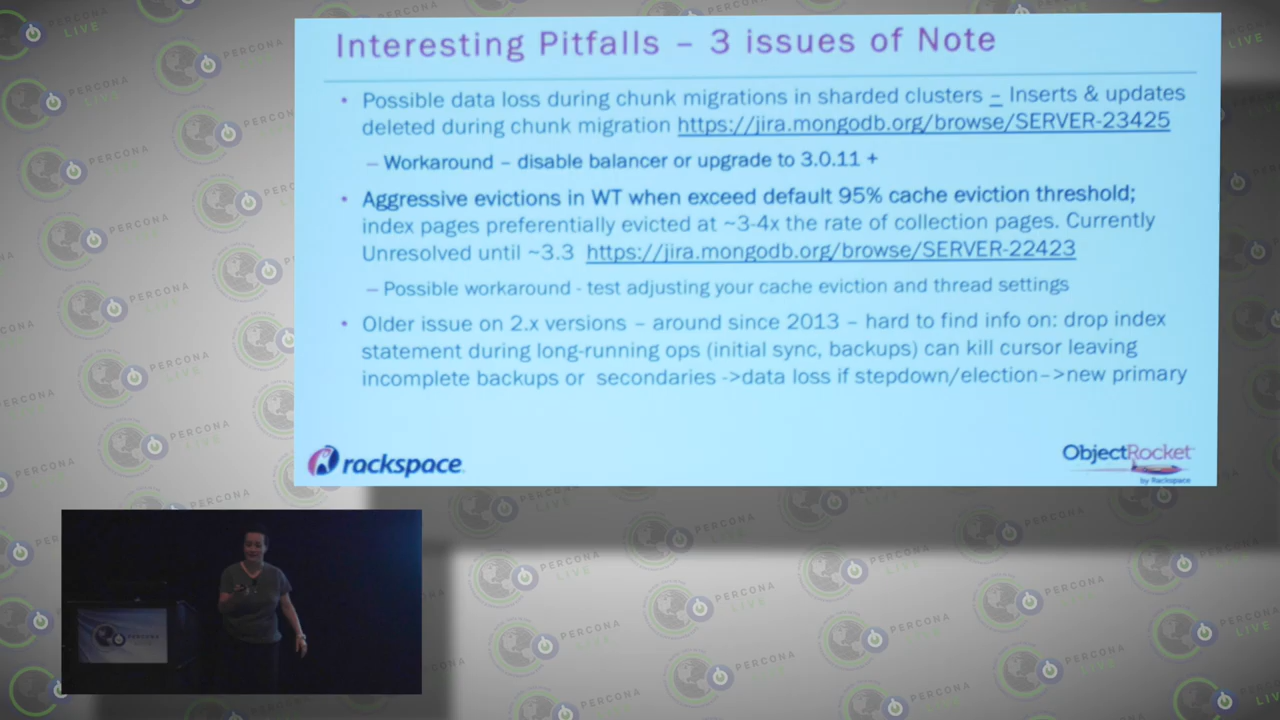 Interesting Pitfalls – 3 issues of Note
• Possible data loss during chunk migrations in sharded clusters – Inserts & updates
deleted during chunk migration https://jira.mongodb.org/browse/SERVER-23425
– Workaround – disable balancer or upgrade to 3.0.11 +
• Aggressive evictions in WT when exceed default 95% cache eviction threshold;
index pages preferentially evicted at ~3-4x the rate of collection pages. Currently
Unresolved until ~3.3 https://jira.mongodb.org/browse/SERVER-22423
– Possible workaround - test adjusting your cache eviction and thread settings
• Older issue on 2.x versions – around since 2013 – hard to find info on: drop index
statement during long-running ops (initial sync, backups) can kill cursor leaving
incomplete backups or secondaries ->data loss if stepdown/election–>new primary
rackspace
ObjectRocket
by Rackspace
PERCONA
LIVE